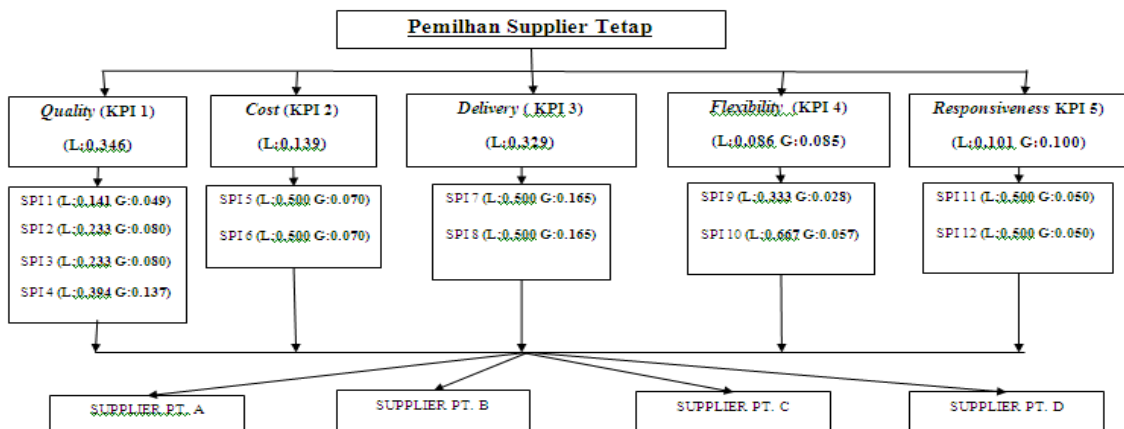 Pemilhan Supplier Tetap
Quality (KPI 1)
(L:0.346)
Cost (KPI 2)
(L:0.139)
Delivery ( KPI 3)
(L:0.329)
Flexibility (KPI 4)
(L:0.086 G:0.085)
Responsiveness KPI 5)
(L:0.101 G:0.100)
SPI 1 (L:0.141 G:0.049)
SPI 2 (L:0.233 G:0.080)
SPI 3 (L:0.233 G:0.080)
SPI 4 (L:0.394 G:0.137)
SPI 5 (L:0.500 G:0.070)
SPI 6 (L:0.500 G:0.070)
SPI 7 (L:0.500 G:0.165)
SPI 8 (L:0.500 G:0.165)
SPI 9 (L:0.333 G:0.028)
SPI 10 (L:0.667 G:0.057)
SPI 11 (L:0.500 G:0.050)
SPI 12 (L:0.500 G:0.050)
SUPPLIER PT. A
SUPPLIER PT. B
SUPPLIER PT. C
SUPPLIER PT. D